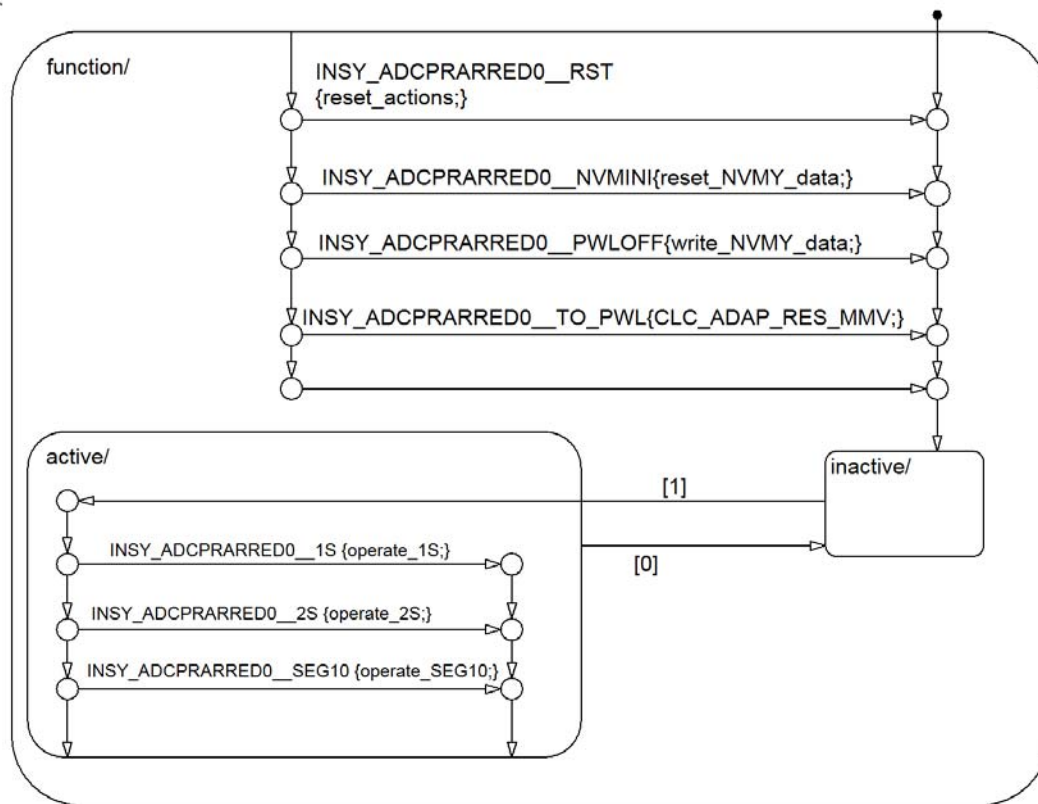 function/
INSY_ADCPRARRED0__RST
{reset_actions;}
INSY_ADCPRARRED0__NVMINI{reset_NVMY_data;}
INSY_ADCPRARRED0__PWLOFF{write_NVMY_data;}
INSY_ADCPRARRED0__TO_PWL{CLC_ADAP_RES_MMV;}
active/
inactive/
[1]
INSY_ADCPRARRED0__1S {operate_1S;}
[0]
INSY_ADCPRARRED0__2S {operate_2S;}
INSY_ADCPRARRED0__SEG10 {operate_SEG10;}